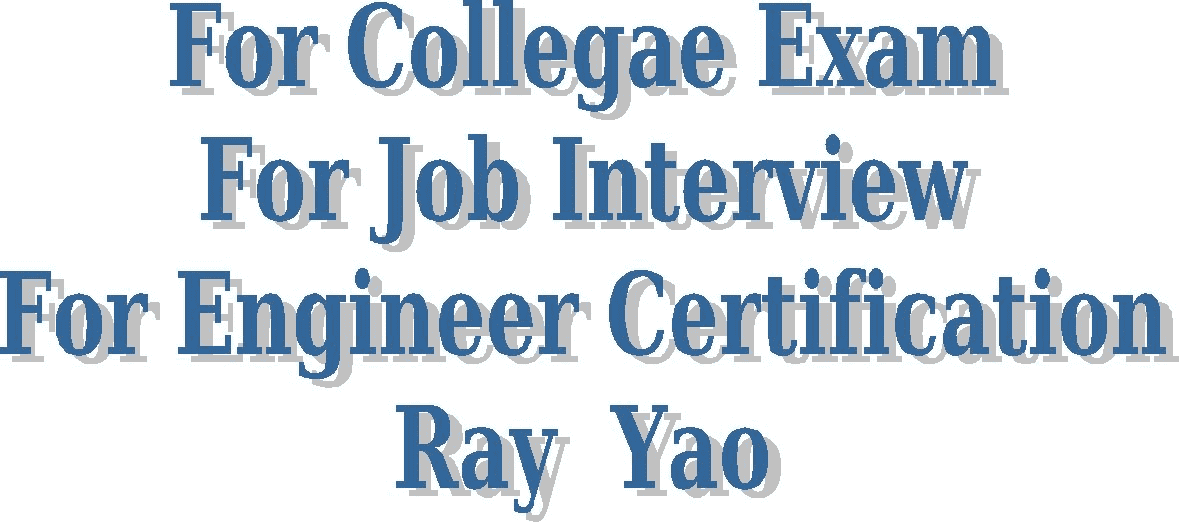 For Collegae Exam
For Job Interview
For Engineer Certification
Ray Yao